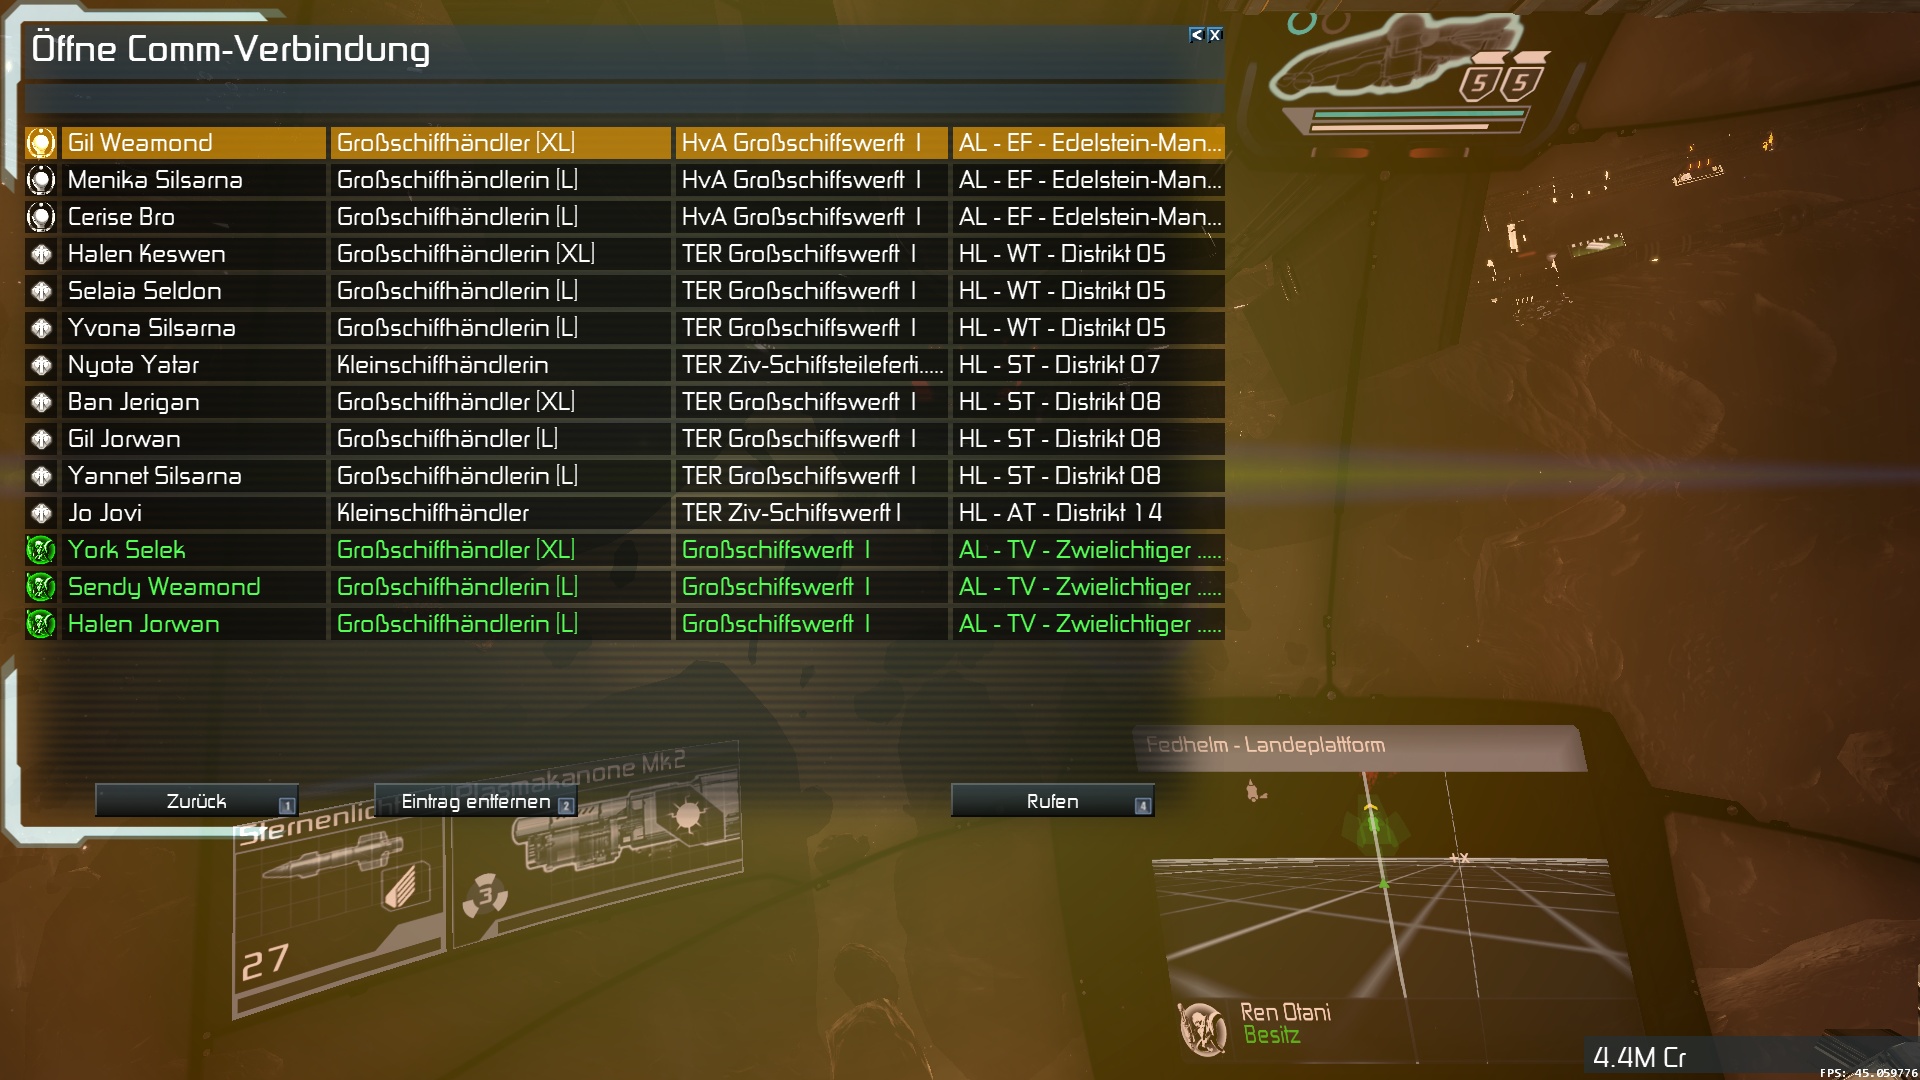 Öffne Comm-Verbindung
< x
Gil Weamond Großschiffhändler [XL] HvA Großschiffswerft I AL - EF - Edelstein-Man...
Menika Silsarna Großschiffhändlerin [L] HvA Großschiffswerft I AL - EF - Edelstein-Man...
Cerise Bro Großschiffhändlerin [L] HvA Großschiffswerft I AL - EF - Edelstein-Man...
Halen Keswen Großschiffhändlerin [XL] TER Großschiffswerft I HL - WT - Distrikt 05
Selaia Seldon Großschiffhändlerin [L] TER Großschiffswerft I HL - WT - Distrikt 05
Yvona Silsarna Großschiffhändlerin [L] TER Großschiffswerft I HL - WT - Distrikt 05
Nyota Yatar Kleinschiffhändlerin TER Ziv-Schiffsteileferti..... HL - ST - Distrikt 07
Ban Jerigan Großschiffhändler [XL] TER Großschiffswerft I HL - ST - Distrikt 08
Gil Jorwan Großschiffhändler [L] TER Großschiffswerft I HL - ST - Distrikt 08
Yannet Silsarna Großschiffhändlerin [L] TER Großschiffswerft I HL - ST - Distrikt 08
Jo Jovi Kleinschiffhändler TER Ziv-Schiffswerft I HL - AT - Distrikt 14
York Selek Großschiffhändler [XL] Großschiffswerft I AL - TV - Zwielichtiger .....
Sendy Weamond Großschiffhändlerin [L] Großschiffswerft I AL - TV - Zwielichtiger .....
Halen Jorwan Großschiffhändlerin [L] Großschiffswerft I AL - TV - Zwielichtiger .....
Zurück 1 Eintrag entfernen 2 Rufen 4
5 5
Fedhelm - Landeplattform
Plasmakanone Mk2
3
27
+X
Ren Otani
Besitz
4.4M Cr
FPS: 45.059776